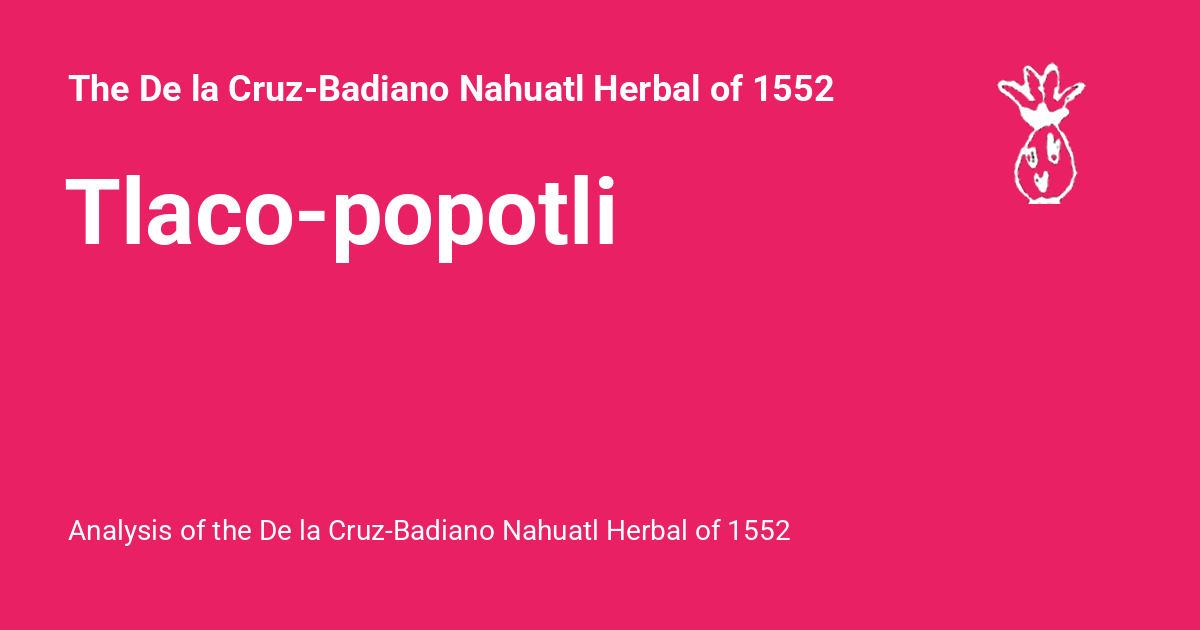 The De la Cruz-Badiano Nahuatl Herbal of 1552
Tlaco-popotli
Analysis of the De la Cruz-Badiano Nahuatl Herbal of 1552